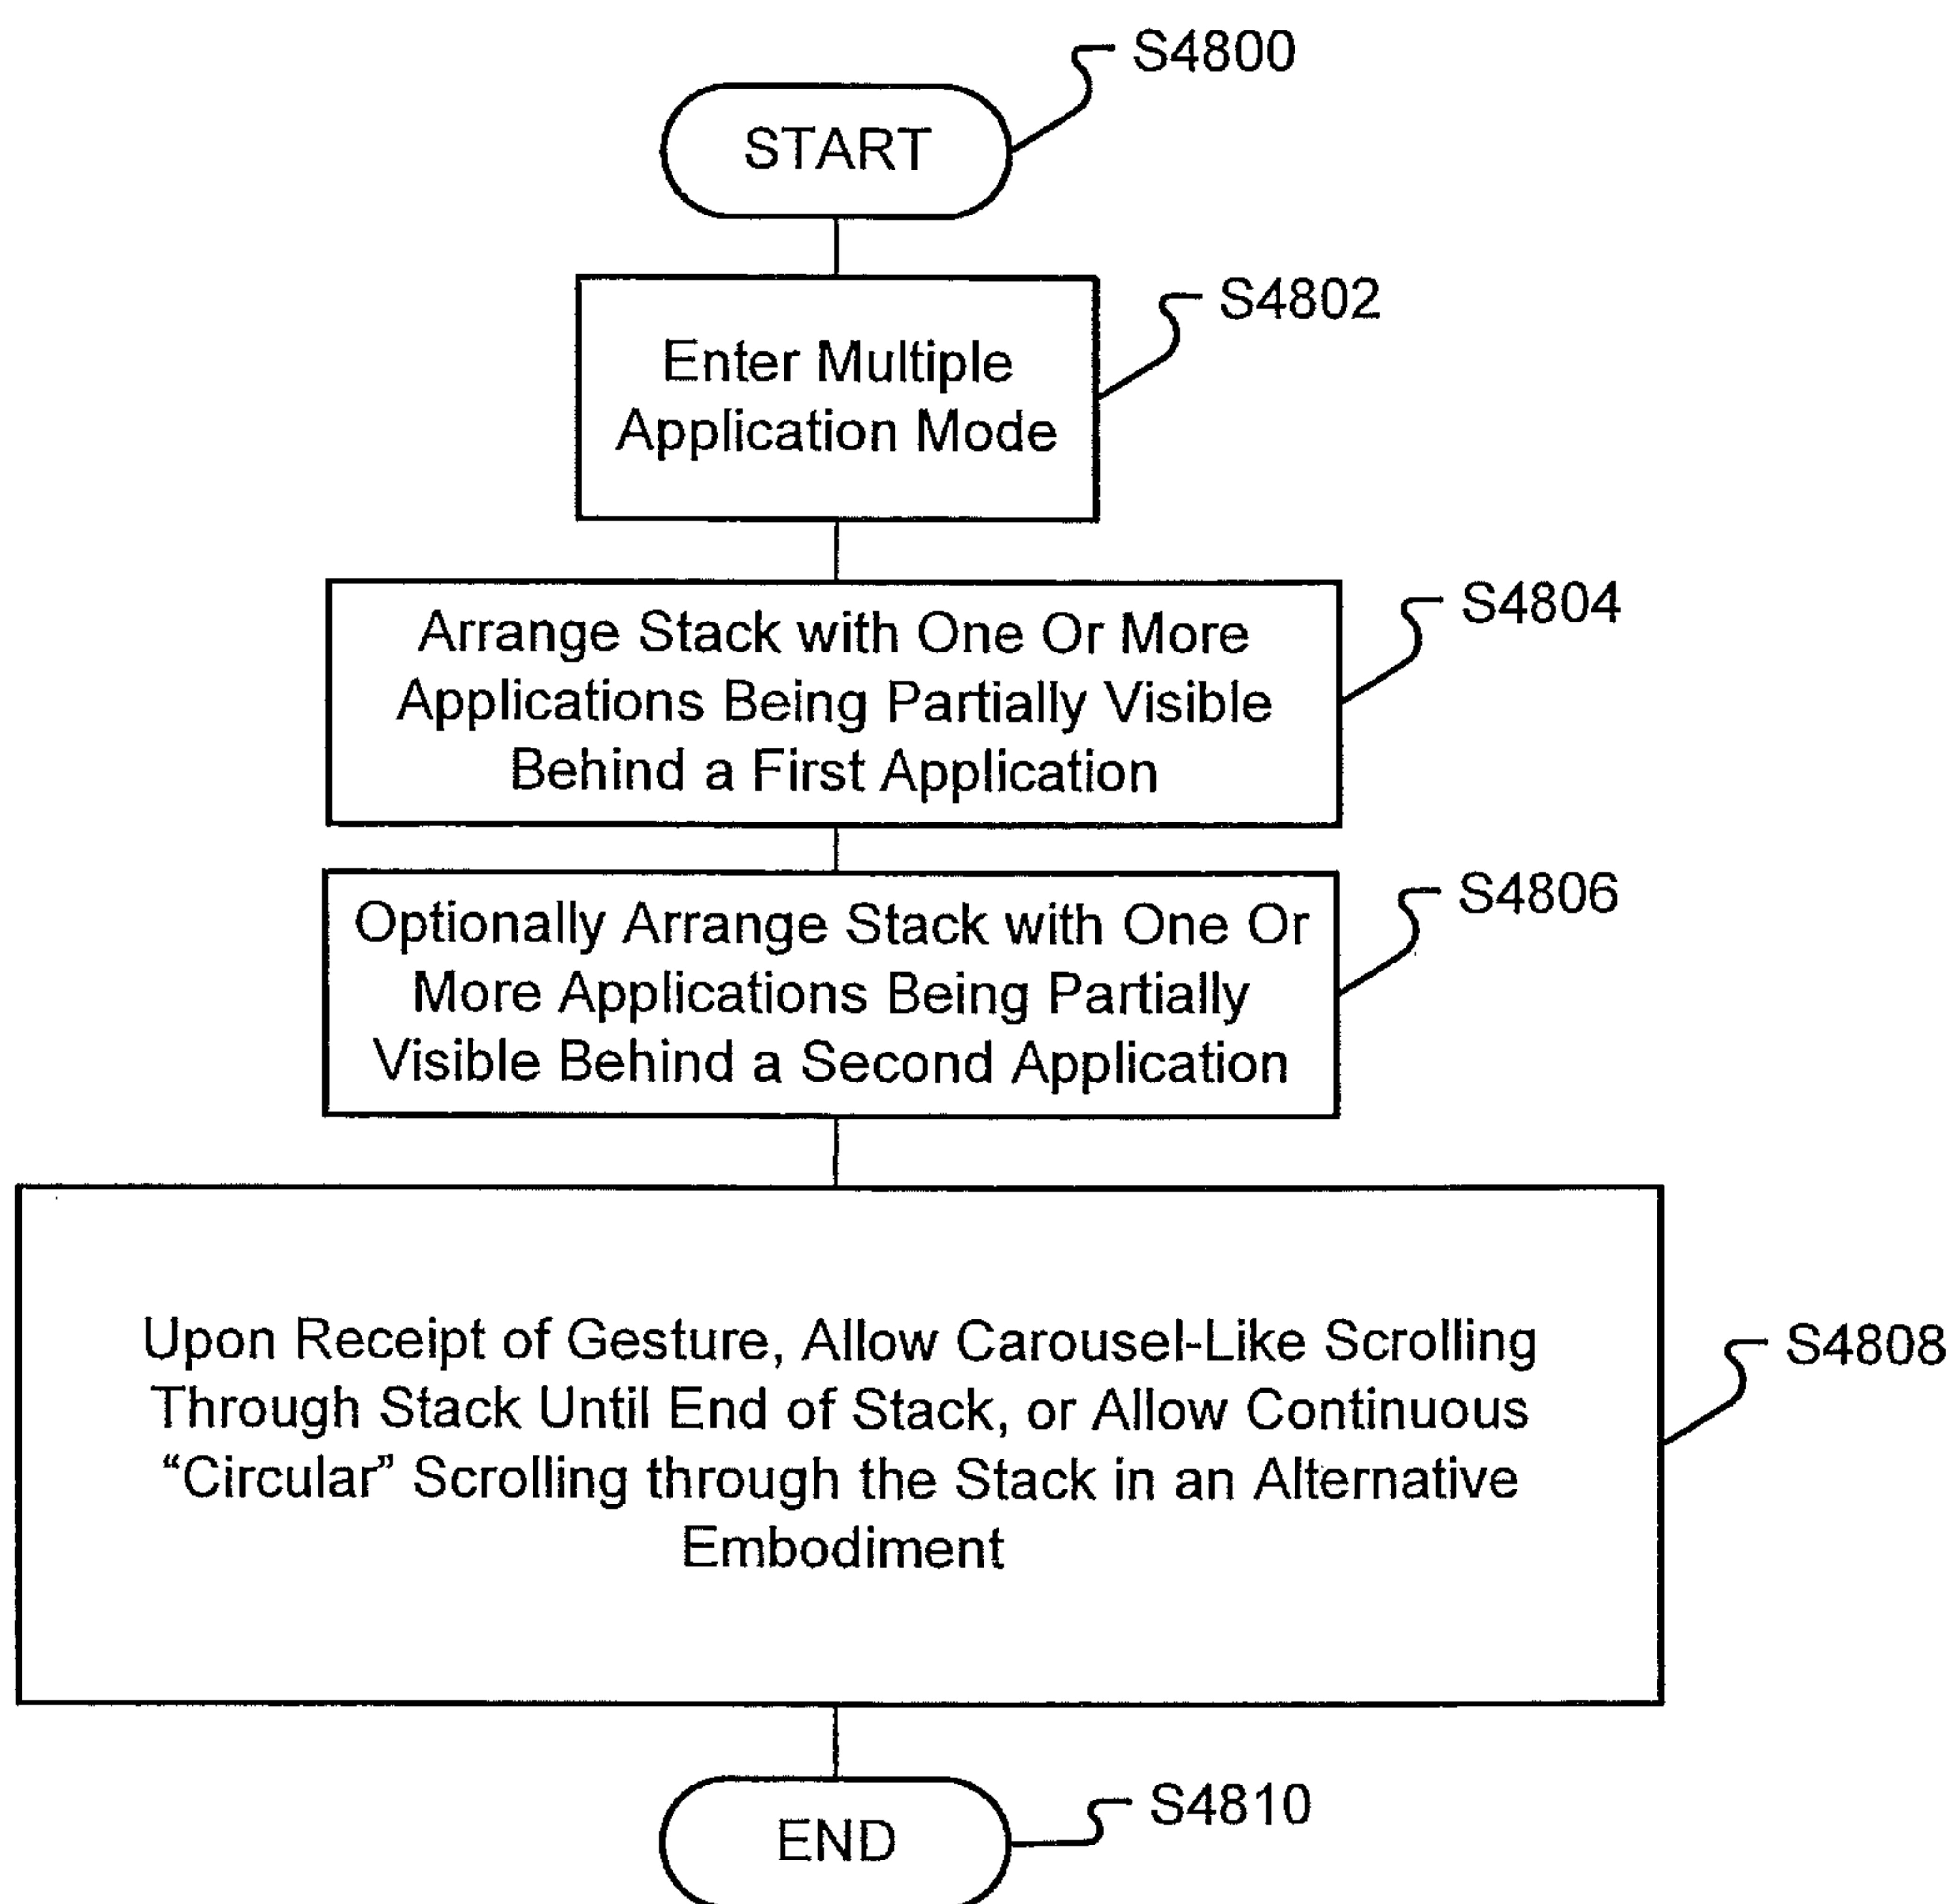 S4800
START
S4802
Enter Multiple
Application Mode
S4804
Arrange Stack with One Or More
Applications Being Partially Visible
Behind a First Application
S4806
Optionally Arrange Stack with One Or
More Applications Being Partially
Visible Behind a Second Application
S4808
Upon Receipt of Gesture, Allow Carousel-Like Scrolling
Through Stack Until End of Stack, or Allow Continuous
“Circular” Scrolling through the Stack in an Alternative
Embodiment
S4810
END